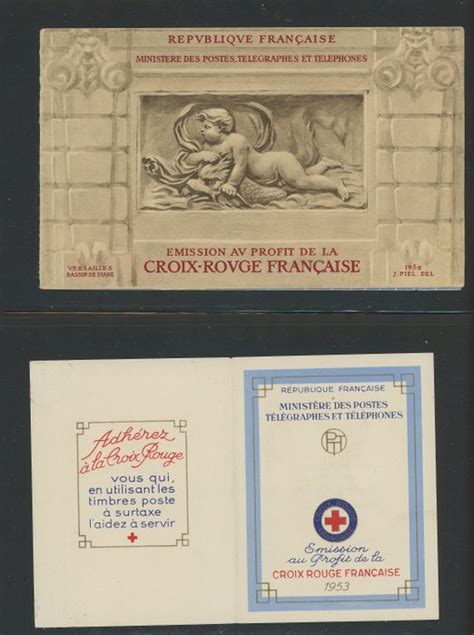 REPVBLIQVE FRANÇAISE
MINISTERE DES POSTES, TELEGRAPHES ET TELEPHONES
EMISSION AV PROFIT DE LA
CROIX-ROVGE FRANÇAISE
VERSAILLES
BASSIN DE DIANE
1952
J. PIEL. DEL
Adhérez
à la Croix Rouge
vous qui,
en utilisant les
timbres poste
à surtaxe
l'aidez à servir
RÉPUBLIQUE FRANÇAISE
MINISTÈRE DES POSTES
TÉLÉGRAPHES ET TÉLÉPHONES
Emission
au Profit de la
CROIX ROUGE FRANÇAISE
1953